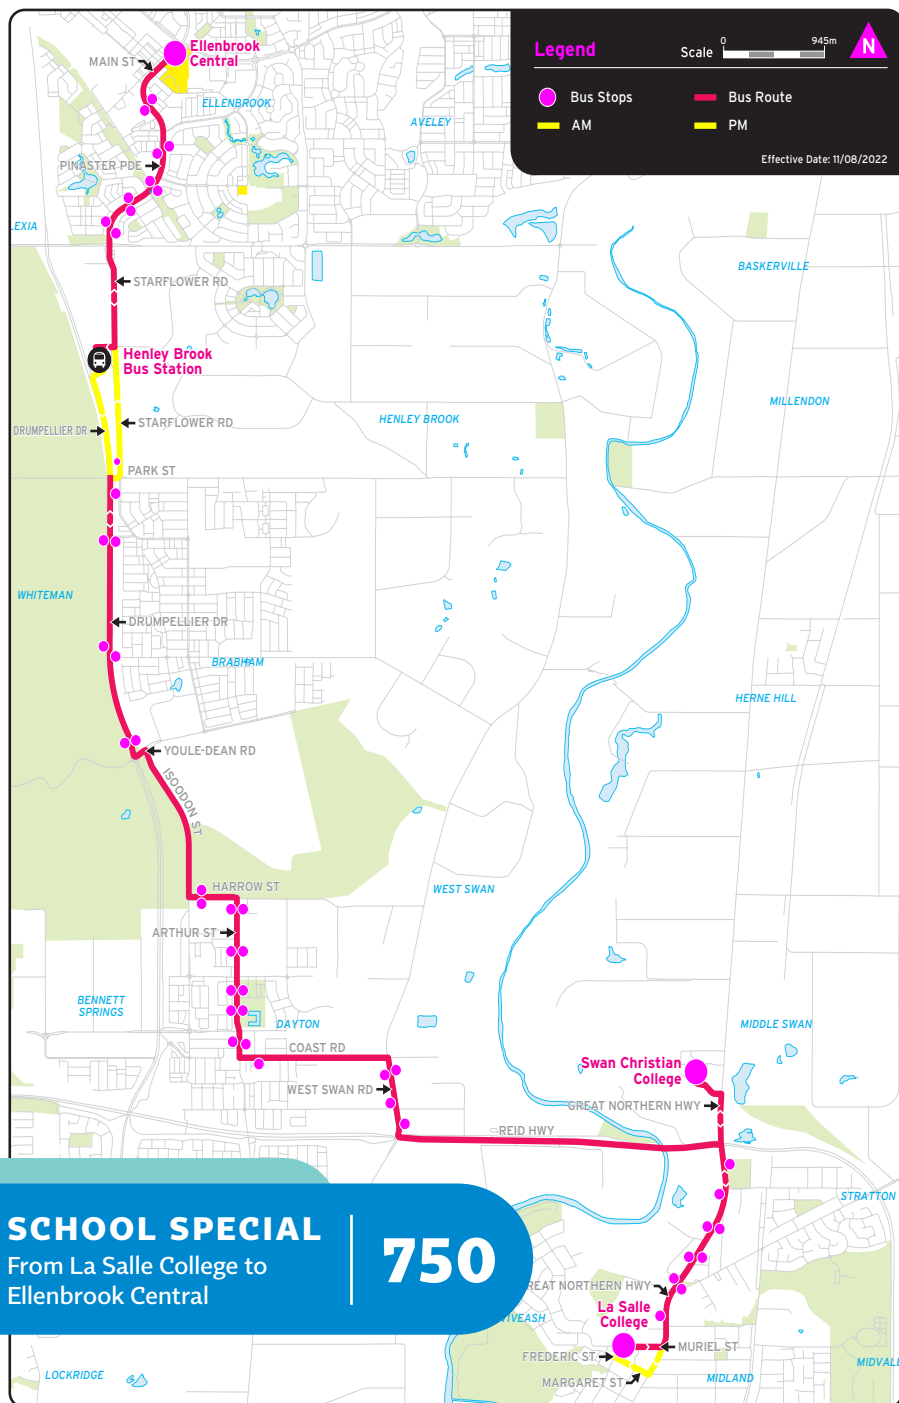 Legend
Scale
0
945m
N
Bus Stops
Bus Route
AM
PM
Effective Date: 11/08/2022
Ellenbrook
Central
MAIN ST
ELLENBROOK
AVELEY
PINASTER PDE
LEXIA
BASKERVILLE
STARFLOWER RD
Henley Brook
Bus Station
MILLENDON
HENLEY BROOK
STARFLOWER RD
DRUMPELLIER DR
PARK ST
WHITEMAN
DRUMPELLIER DR
BRABHAM
HERNE HILL
YOULE-DEAN RD
ISOODON ST
HARROW ST
WEST SWAN
ARTHUR ST
BENNETT
SPRINGS
DAYTON
MIDDLE SWAN
COAST RD
Swan Christian
College
WEST SWAN RD
GREAT NORTHERN HWY
REID HWY
STRATTON
SCHOOL SPECIAL
From La Salle College to
Ellenbrook Central
750
REAT NORTHERN HWY
La Salle
College
VIVEASH
MURIEL ST
FREDERIC ST
MIDVALE
LOCKRIDGE
MARGARET ST
MIDLAND